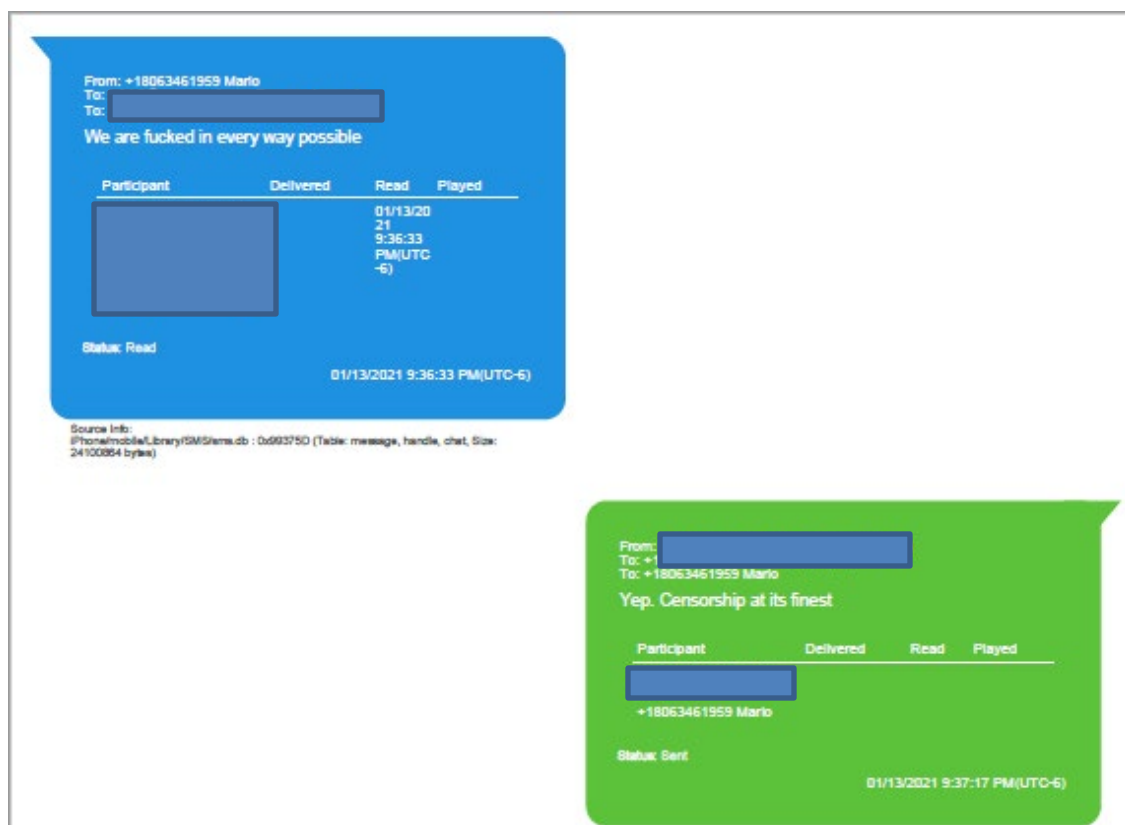 From: +18063461959 Mario
To:
To:
We are fucked in every way possible
Participant Delivered Read Played
01/13/20
21
9:36:33
PM(UTC
-6)
Status: Read
01/13/2021 9:36:33 PM(UTC-6)
Source Info:
iPhone/mobile/Library/SMS/sms.db : 0x99375D (Table: message, handle, chat, Size:
24100864 bytes)
From:
To: +1
To: +18063461959 Mario
Yep. Censorship at its finest
Participant Delivered Read Played
+18063461959 Mario
Status: Sent
01/13/2021 9:37:17 PM(UTC-6)